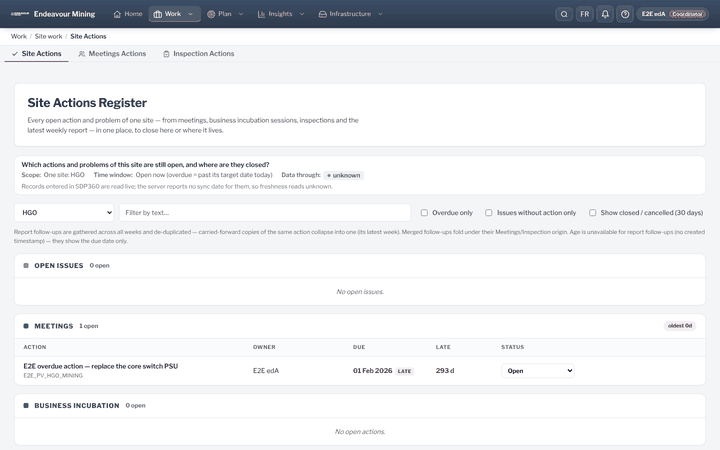 Endeavour Mining
Home
Work
Plan
Insights
Infrastructure
FR
E2E edA Coordinator
Work / Site work / Site Actions
Site Actions
Meetings Actions
Inspection Actions
Site Actions Register
Every open action and problem of one site — from meetings, business incubation sessions, inspections and the
latest weekly report — in one place, to close here or where it lives.
Which actions and problems of this site are still open, and where are they closed?
Scope: One site: HGO Time window: Open now (overdue = past its target date today) Data through: unknown
Records entered in SDP360 are read live; the server reports no sync date for them, so freshness reads unknown.
HGO
Filter by text...
Overdue only
Issues without action only
Show closed / cancelled (30 days)
Report follow-ups are gathered across all weeks and de-duplicated — carried-forward copies of the same action collapse into one (its latest week). Merged follow-ups fold under their Meetings/Inspection origin. Age is unavailable for report follow-ups (no created
timestamp) — they show the due date only.
OPEN ISSUES 0 open
No open issues.
MEETINGS 1 open
oldest 0d
ACTION OWNER DUE LATE STATUS
E2E overdue action — replace the core switch PSU E2E edA 01 Feb 2026 LATE 293 d Open
E2E_PV_HGO_MINING
BUSINESS INCUBATION 0 open
No open actions.